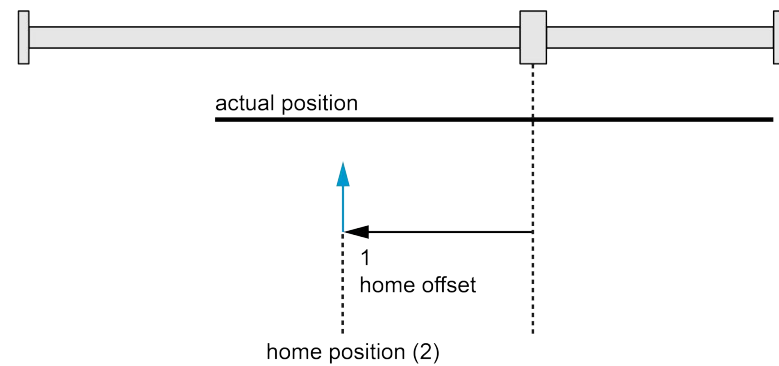 actual position
1
home offset
home position (2)